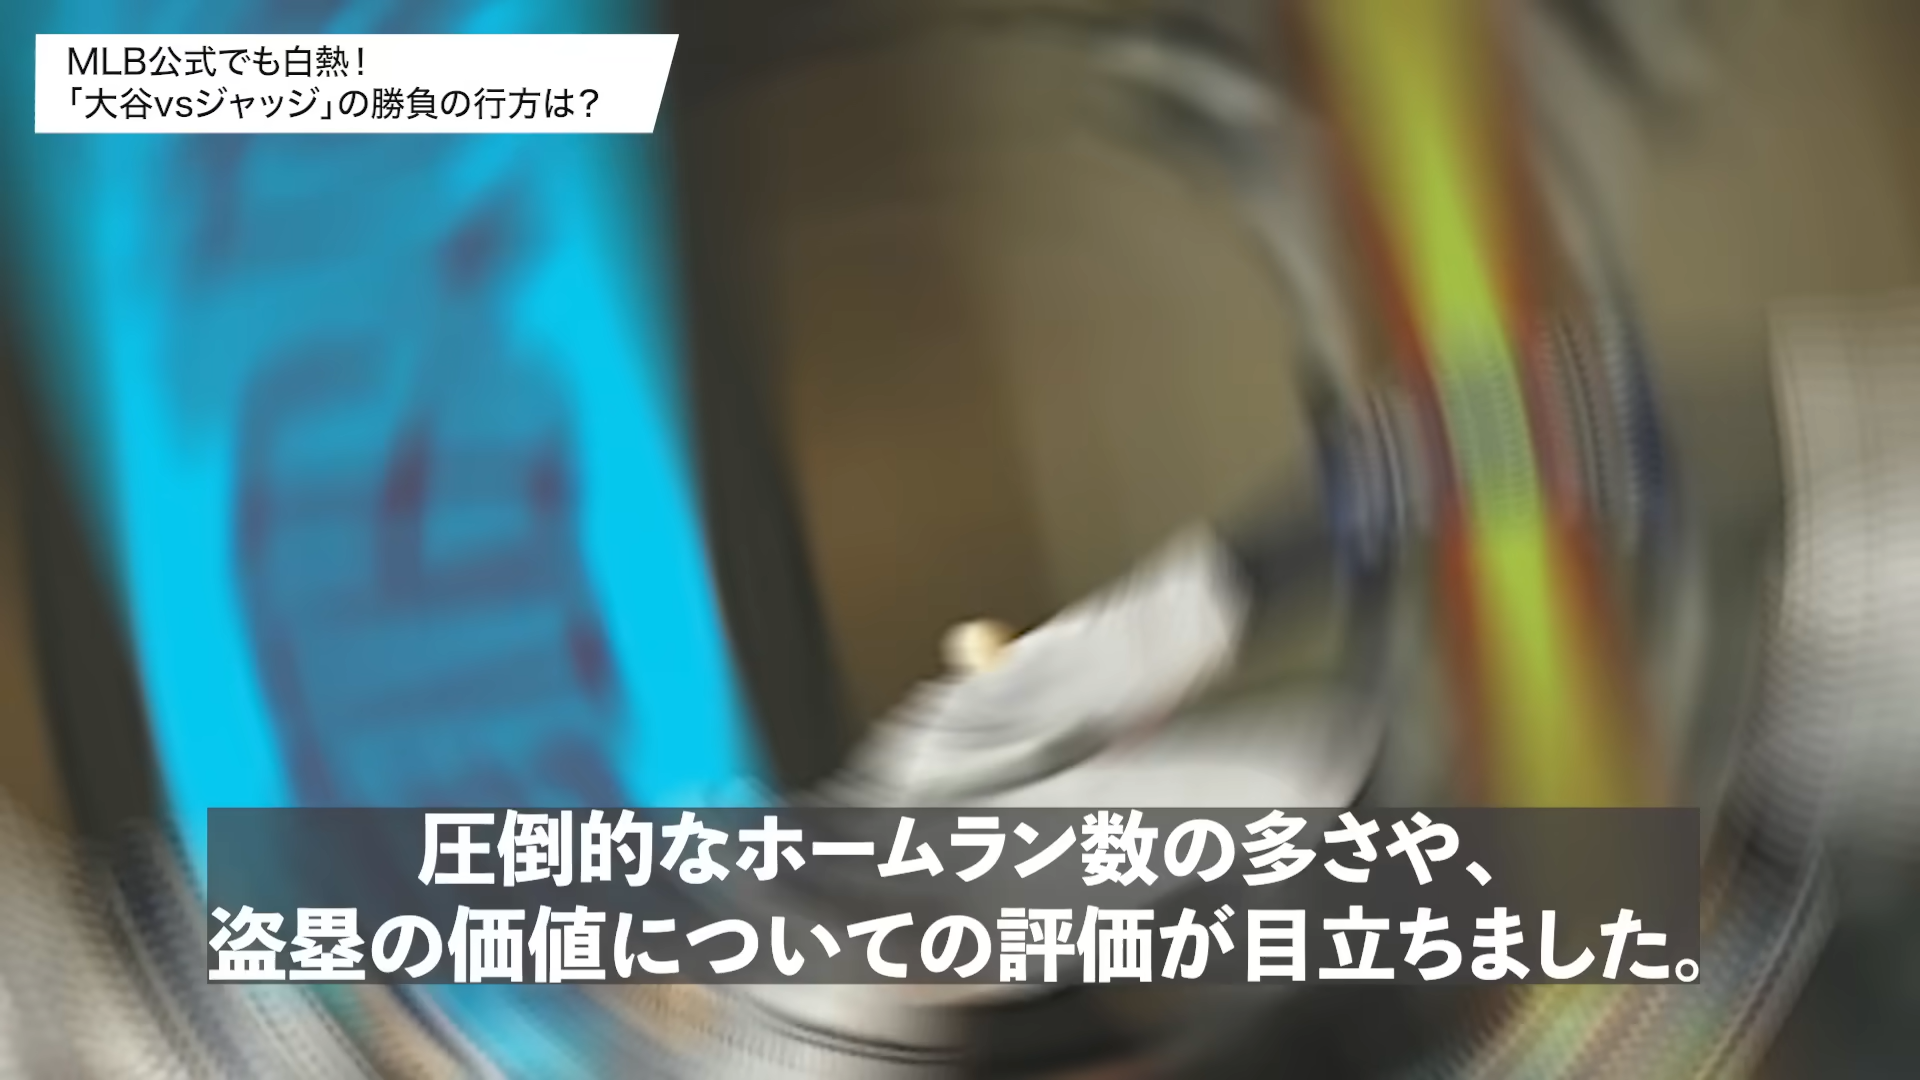 MLB公式でも白熱！
「大谷vsジャッジ」の勝負の行方は？
圧倒的なホームラン数の多さや、
盗塁の価値についての評価が目立ちました。